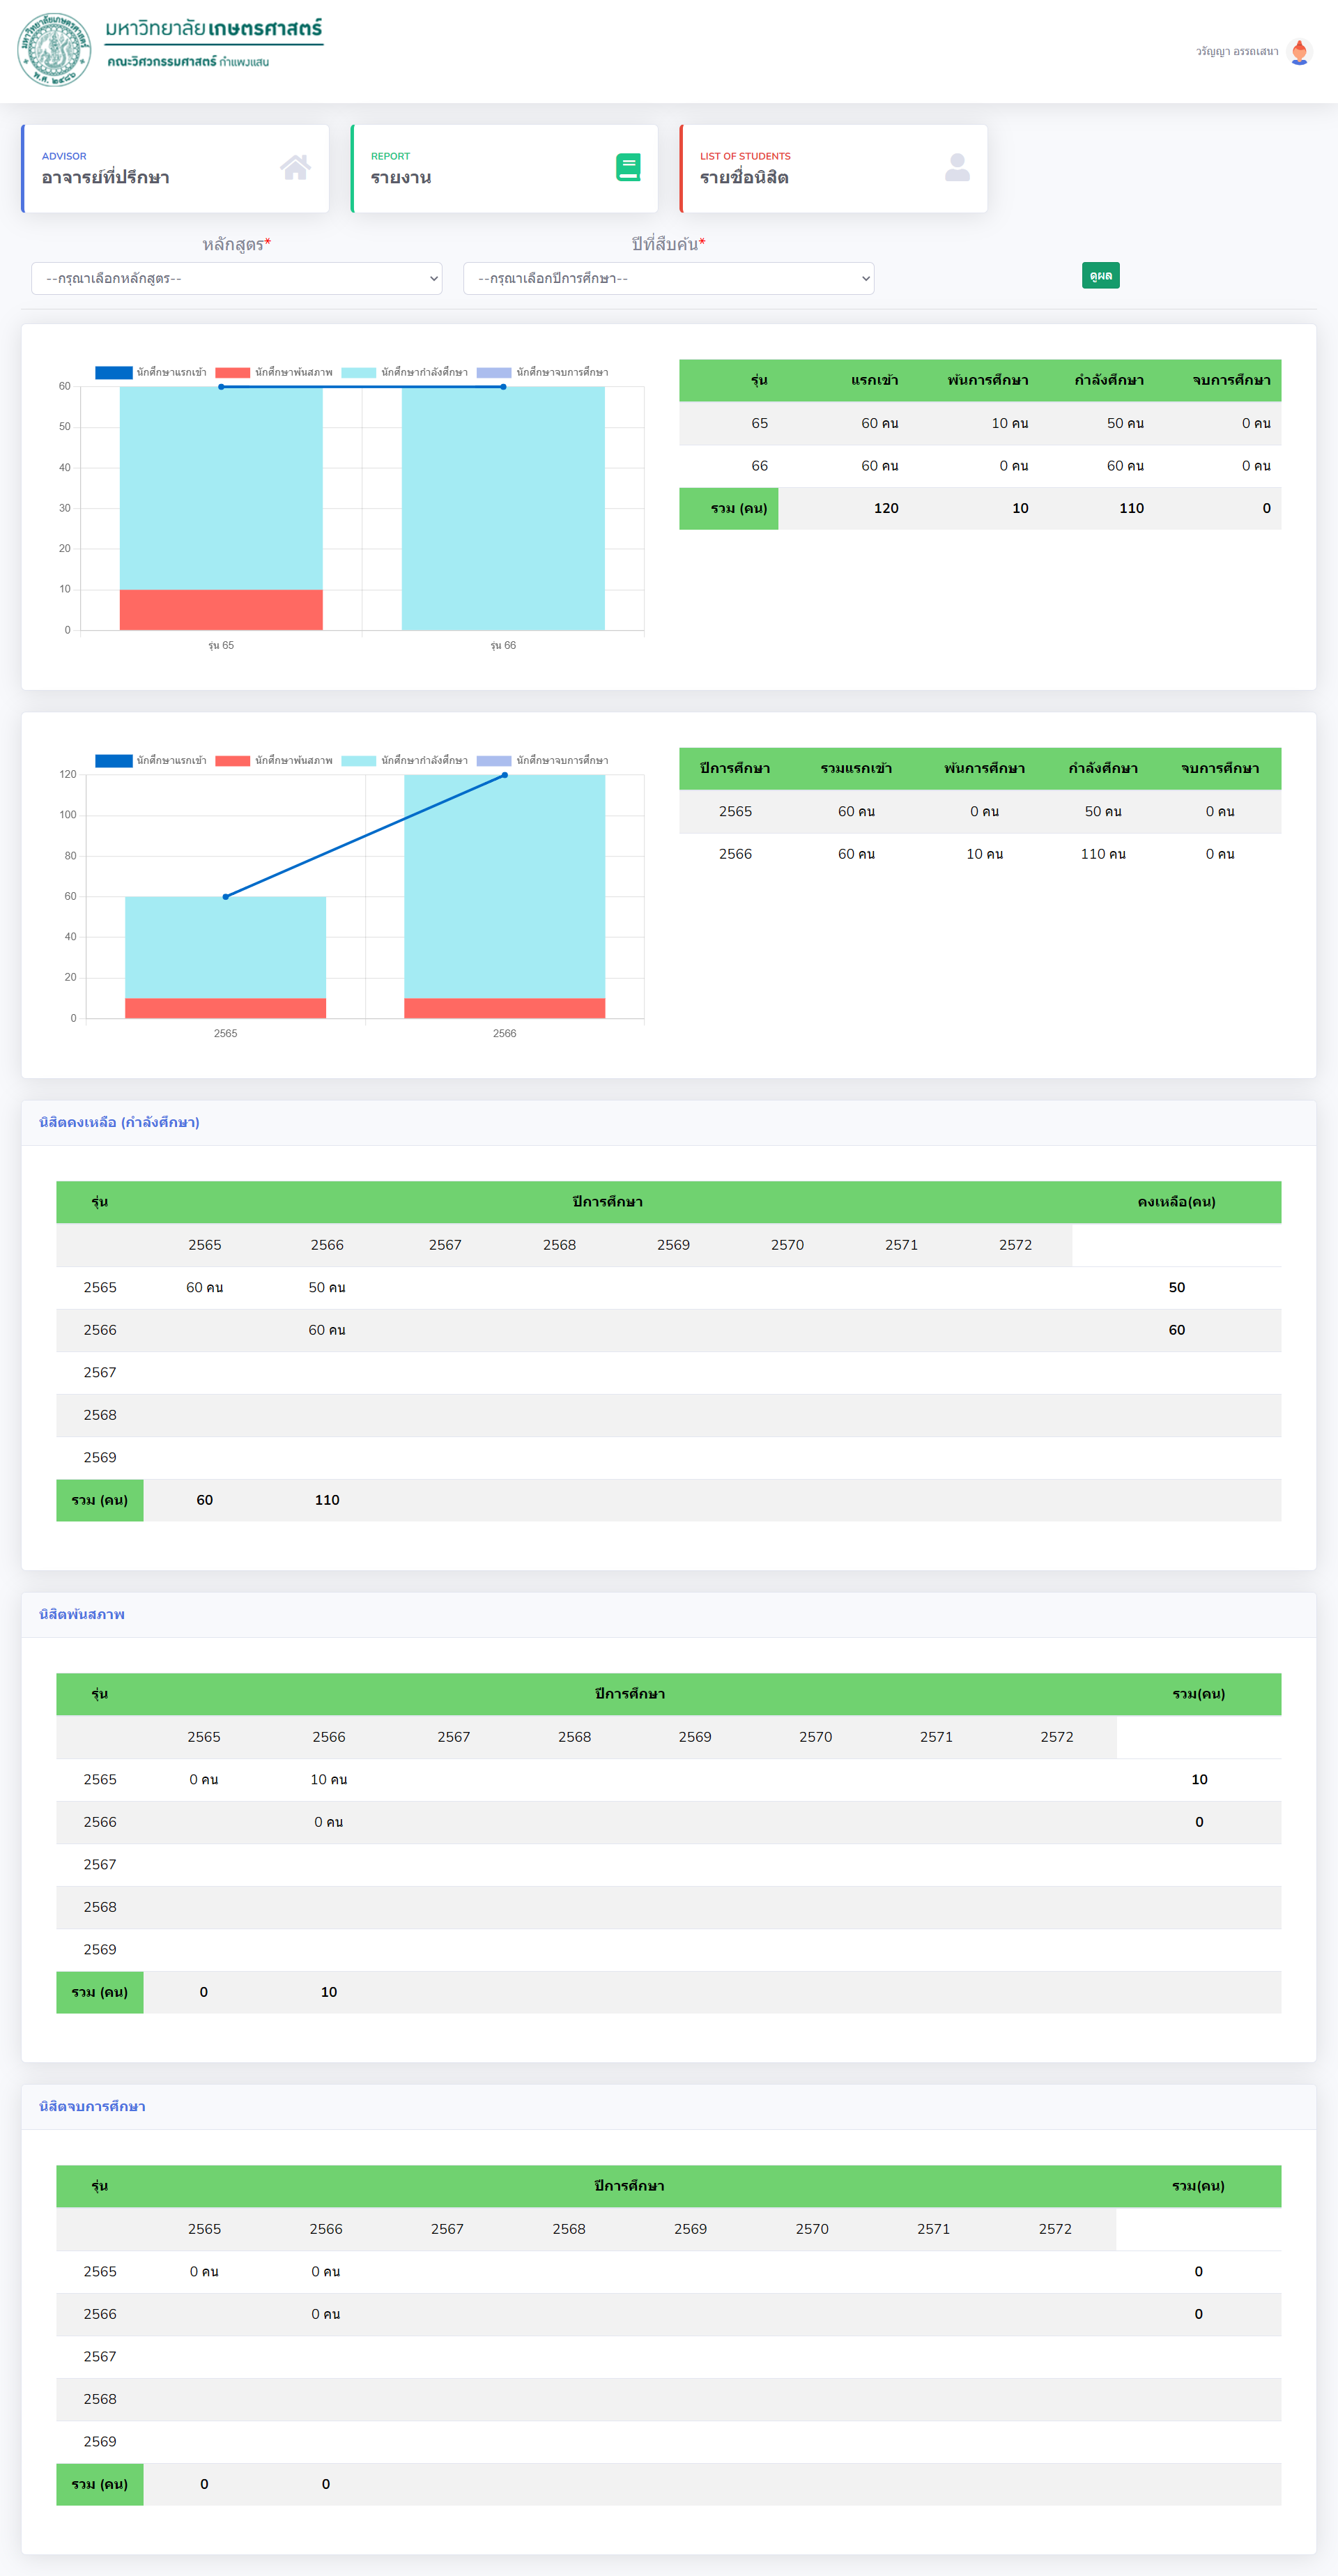 มหาวิทยาลัยเกษตรศาสตร์
คณะวิศวกรรมศาสตร์ กำแพงแสน
มหาวิทยาลัยเกษตรศาสตร์
พ.ศ. ๒๔๘๖
วรัญญา อรรถเสนา
ADVISOR
อาจารย์ที่ปรึกษา
REPORT
รายงาน
LIST OF STUDENTS
รายชื่อนิสิต
หลักสูตร*
ปีที่สืบค้น*
--กรุณาเลือกหลักสูตร--
--กรุณาเลือกปีการศึกษา--
ดูผล
นักศึกษาแรกเข้า นักศึกษาพ้นสภาพ นักศึกษากำลังศึกษา นักศึกษาจบการศึกษา
60
50
40
30
20
10
0
รุ่น 65 รุ่น 66
รุ่น แรกเข้า พ้นการศึกษา กำลังศึกษา จบการศึกษา
65 60 คน 10 คน 50 คน 0 คน
66 60 คน 0 คน 60 คน 0 คน
รวม (คน) 120 10 110 0
นักศึกษาแรกเข้า นักศึกษาพ้นสภาพ นักศึกษากำลังศึกษา นักศึกษาจบการศึกษา
120
100
80
60
40
20
0
2565 2566
ปีการศึกษา รวมแรกเข้า พ้นการศึกษา กำลังศึกษา จบการศึกษา
2565 60 คน 0 คน 50 คน 0 คน
2566 60 คน 10 คน 110 คน 0 คน
นิสิตคงเหลือ (กำลังศึกษา)
รุ่น ปีการศึกษา คงเหลือ(คน)
2565 2566 2567 2568 2569 2570 2571 2572
2565 60 คน 50 คน 50
2566 60 คน 60
2567
2568
2569
รวม (คน) 60 110
นิสิตพ้นสภาพ
รุ่น ปีการศึกษา รวม(คน)
2565 2566 2567 2568 2569 2570 2571 2572
2565 0 คน 10 คน 10
2566 0 คน 0
2567
2568
2569
รวม (คน) 0 10
นิสิตจบการศึกษา
รุ่น ปีการศึกษา รวม(คน)
2565 2566 2567 2568 2569 2570 2571 2572
2565 0 คน 0 คน 0
2566 0 คน 0
2567
2568
2569
รวม (คน) 0 0